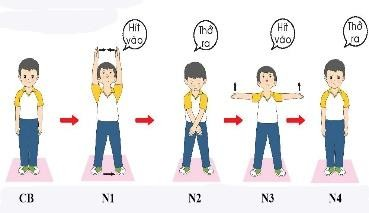 Hít
vào
Thở
ra
Hít
vào
Thở
ra
CB N1 N2 N3 N4